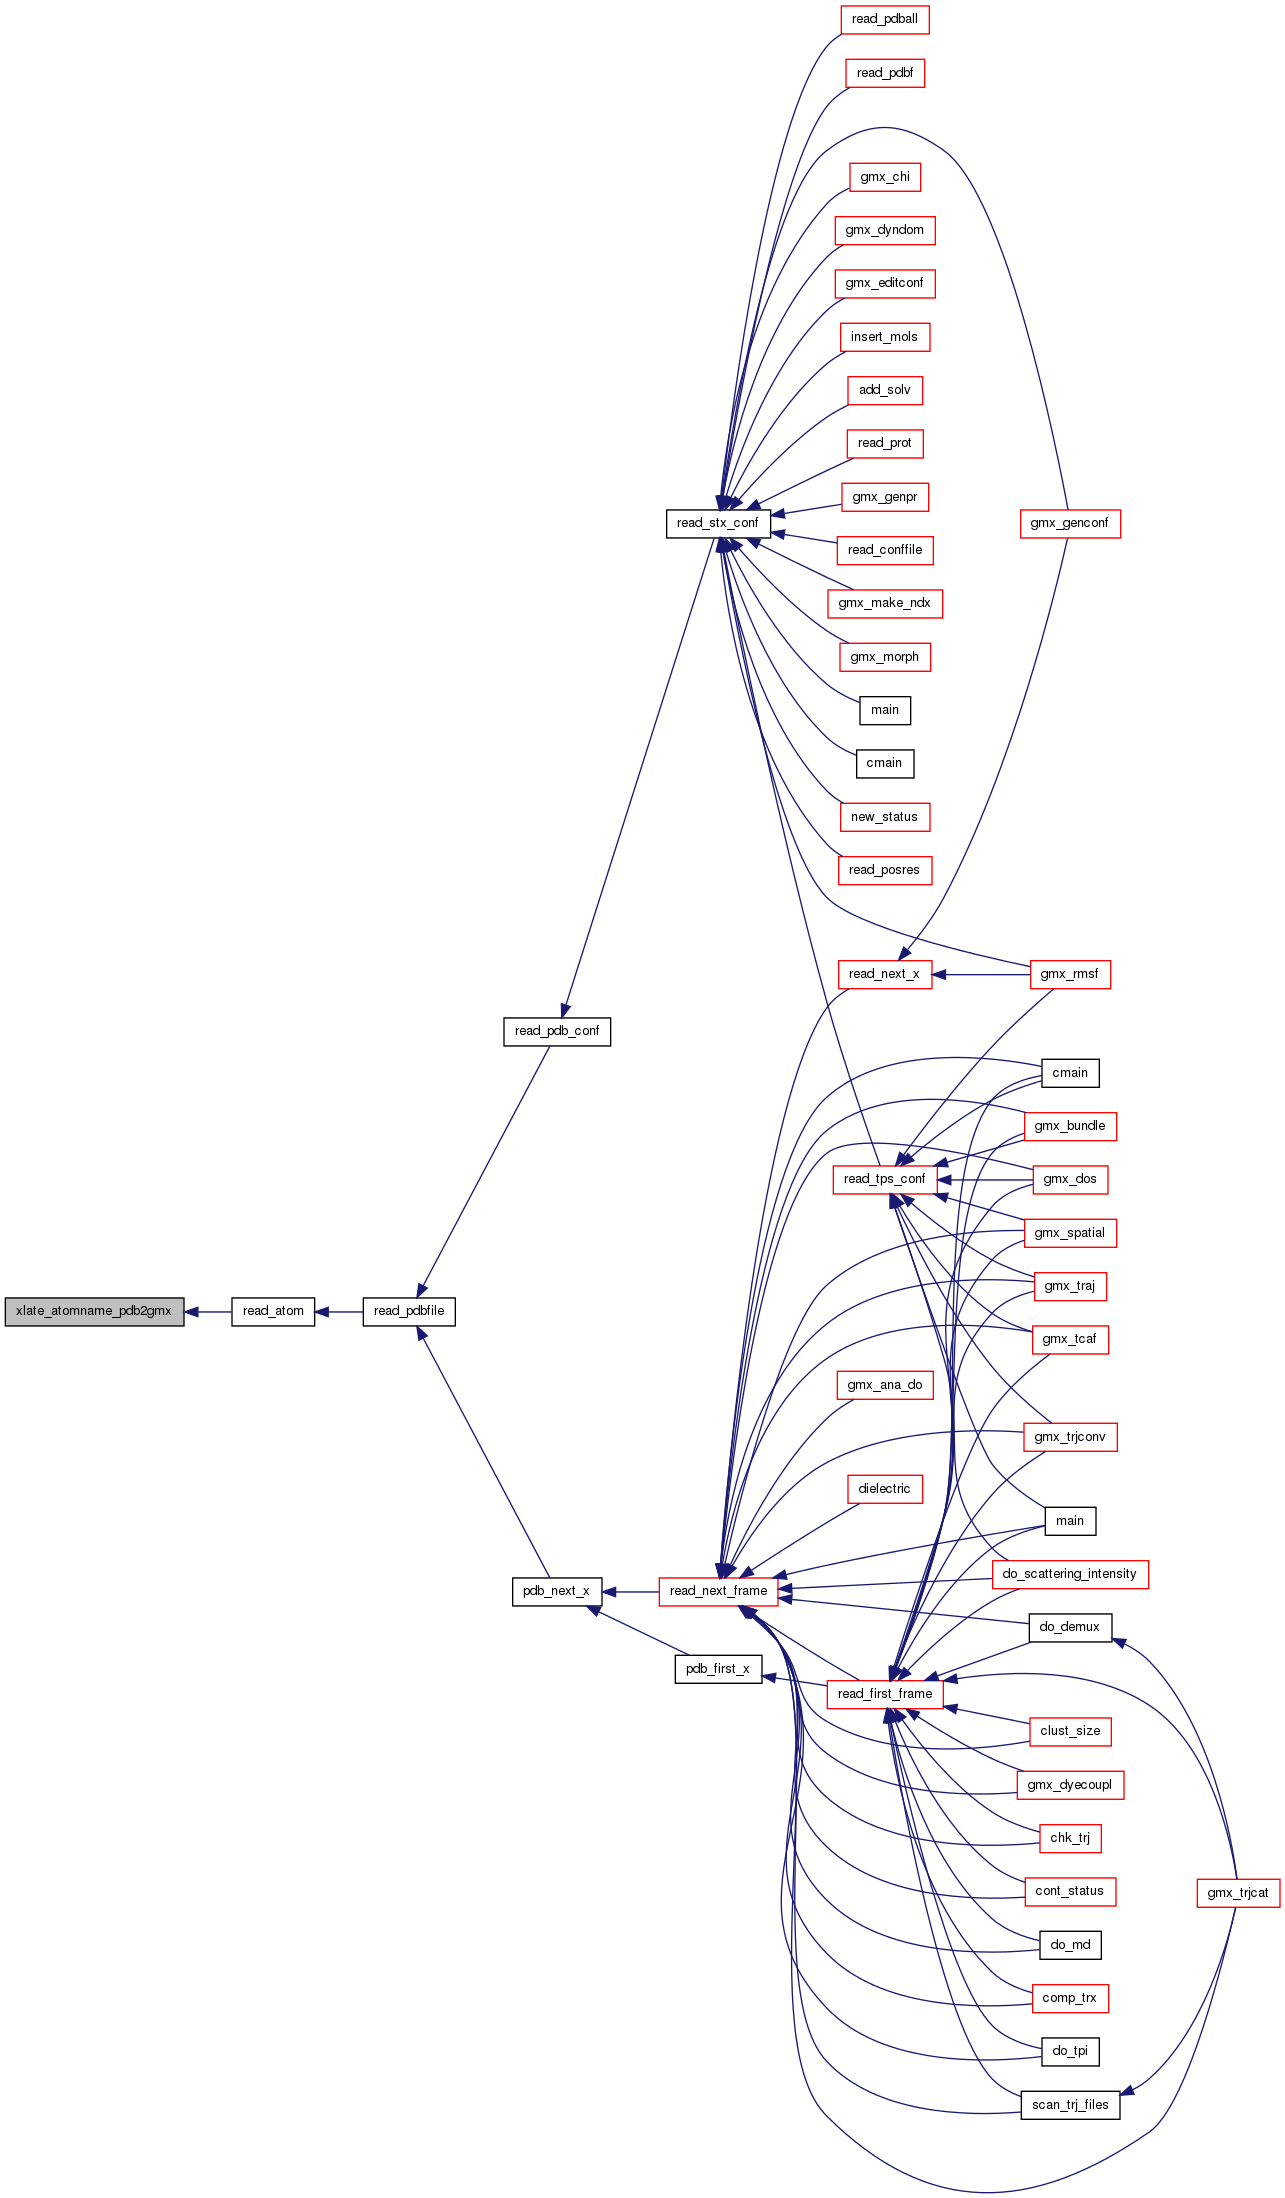 read_pdball
read_pdbf
gmx_chi
gmx_dyndom
gmx_editconf
insert_mols
add_solv
read_prot
gmx_genpr
read_stx_conf
gmx_genconf
read_conffile
gmx_make_ndx
gmx_morph
main
cmain
new_status
read_posres
read_next_x
gmx_rmsf
read_pdb_conf
cmain
gmx_bundle
read_tps_conf
gmx_dos
gmx_spatial
gmx_traj
xlate_atomname_pdb2gmx
read_atom
read_pdbfile
gmx_tcaf
gmx_ana_do
gmx_trjconv
dielectric
main
do_scattering_intensity
pdb_next_x
read_next_frame
do_demux
pdb_first_x
read_first_frame
clust_size
gmx_dyecoupl
chk_trj
cont_status
gmx_trjcat
do_md
comp_trx
do_tpi
scan_trj_files